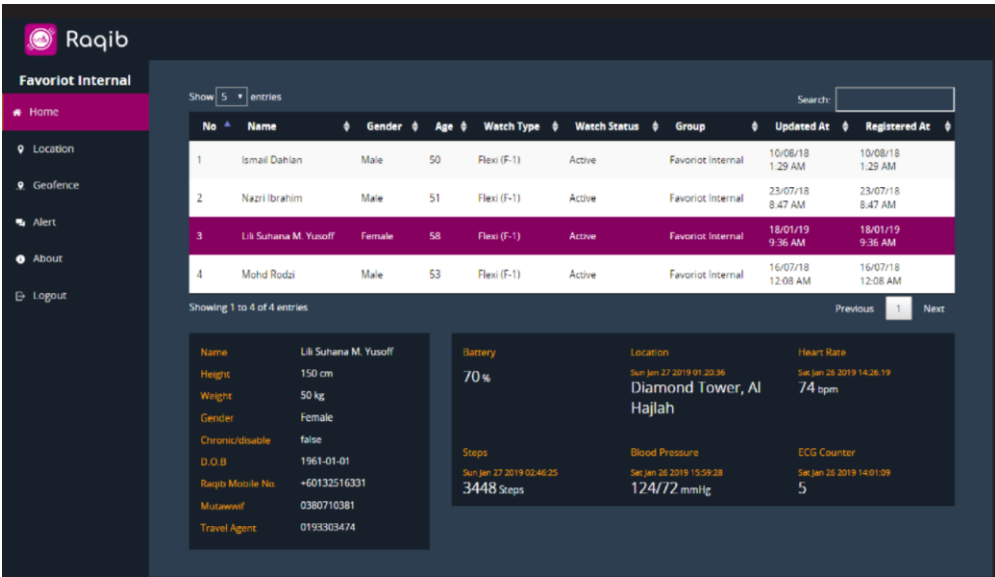 Raqib
Favoriot Internal
Home
Location
Geofence
Alert
About
Logout
Show 5 entries
Search:
No Name Gender Age Watch Type Watch Status Group Updated At Registered At
1 Ismail Dahlan Male 50 Flexi (F-1) Active Favoriot Internal 10/08/18 1:29 AM 10/08/18 1:29 AM
2 Nazri Ibrahim Male 51 Flexi (F-1) Active Favoriot Internal 23/07/18 8:47 AM 23/07/18 8:47 AM
3 Lili Suhana M. Yusoff Female 58 Flexi (F-1) Active Favoriot Internal 18/01/19 9:36 AM 18/01/19 9:36 AM
4 Mohd Rodzi Male 53 Flexi (F-1) Active Favoriot Internal 16/07/18 12:08 AM 16/07/18 12:08 AM
Showing 1 to 4 of 4 entries
Previous 1 Next
Name Lili Suhana M. Yusoff
Height 150 cm
Weight 50 kg
Gender Female
Chronic/disable false
D.O.B 1961-01-01
Raqib Mobile No. +60132516331
Mutawwif 0380710381
Travel Agent 0193303474
Battery
70 %
Location
Sun Jan 27 2019 01:20:36
Diamond Tower, Al
Hajlah
Heart Rate
Sat Jan 26 2019 14:26:19
74 bpm
Steps
Sun Jan 27 2019 02:46:25
3448 Steps
Blood Pressure
Sat Jan 26 2019 15:59:28
124/72 mmHg
ECG Counter
Sat Jan 26 2019 14:01:09
5